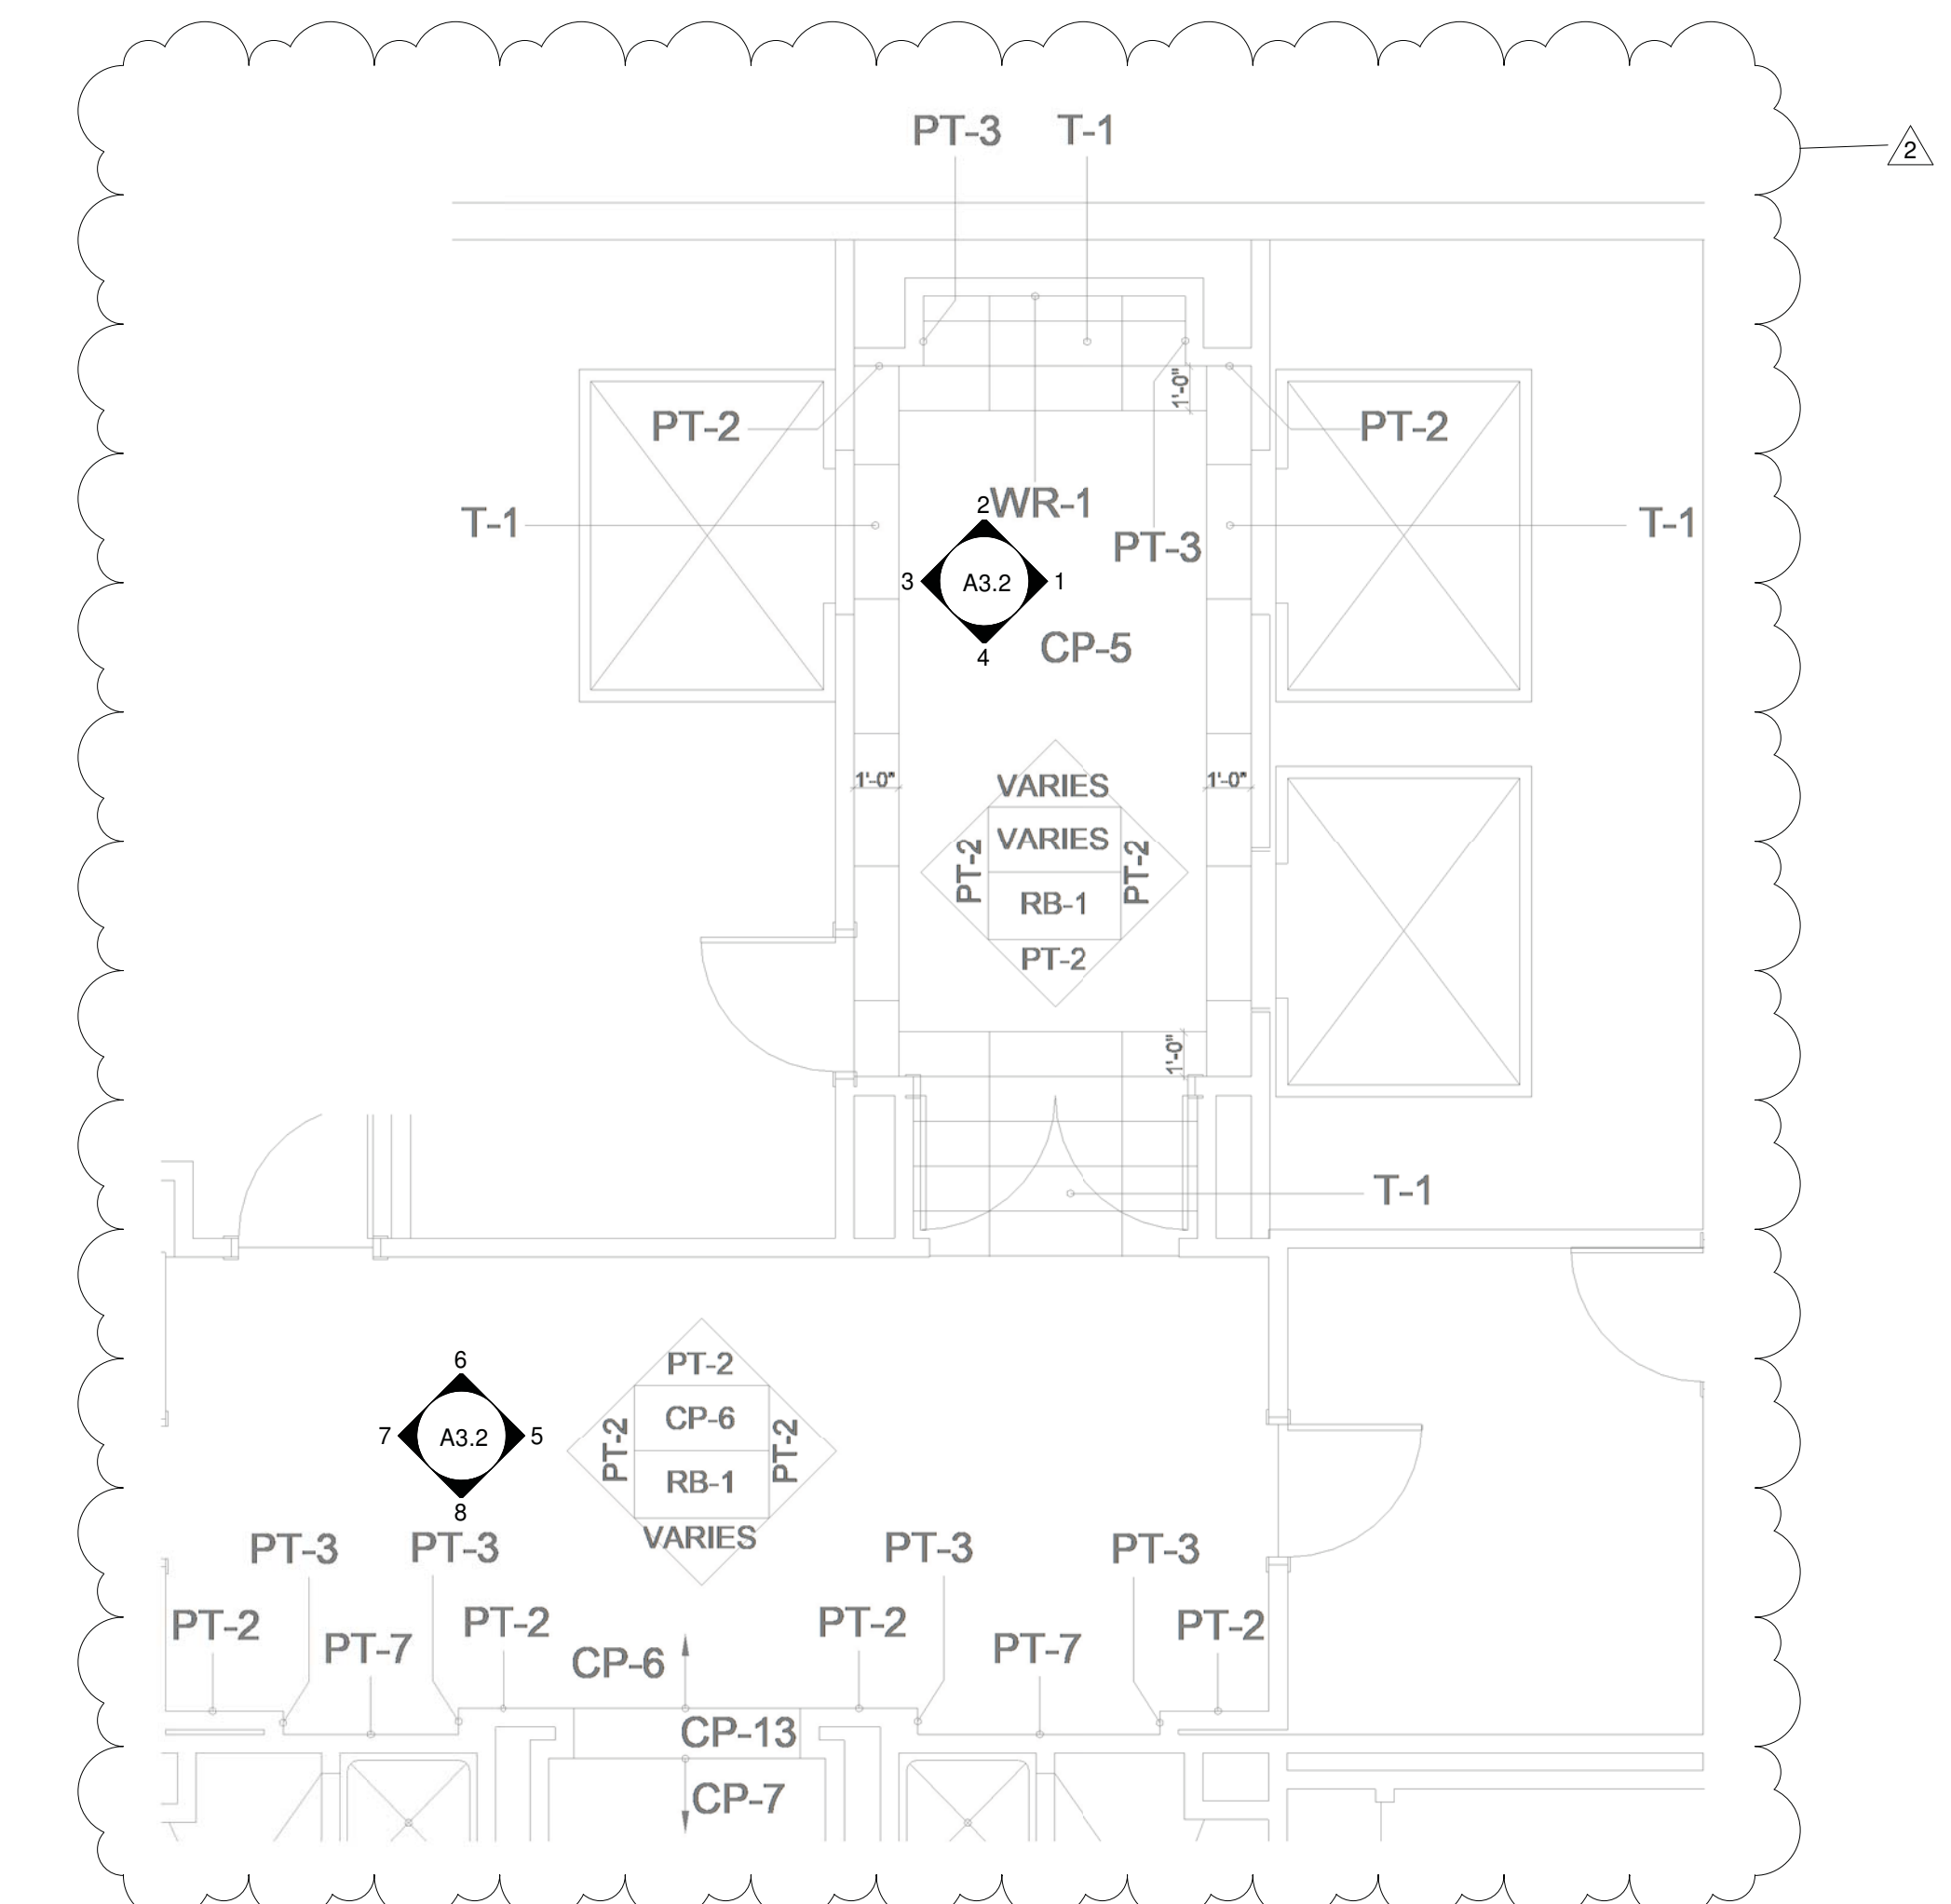 PT-3 T-1
2
1'-0"
PT-2 PT-2
2
WR-1
T-1 T-1
PT-3
3 A3.2 1
CP-5
4
1'-0" 1'-0"
VARIES
VARIES
PT-2 PT-2
RB-1
PT-2
1'-0"
T-1
6
PT-2
CP-6
7 A3.2 5
PT-2 PT-2
RB-1
8
VARIES
PT-3 PT-3 PT-3 PT-3
PT-2 PT-2 PT-2 PT-2
PT-7 PT-7
CP-6
CP-13
CP-7